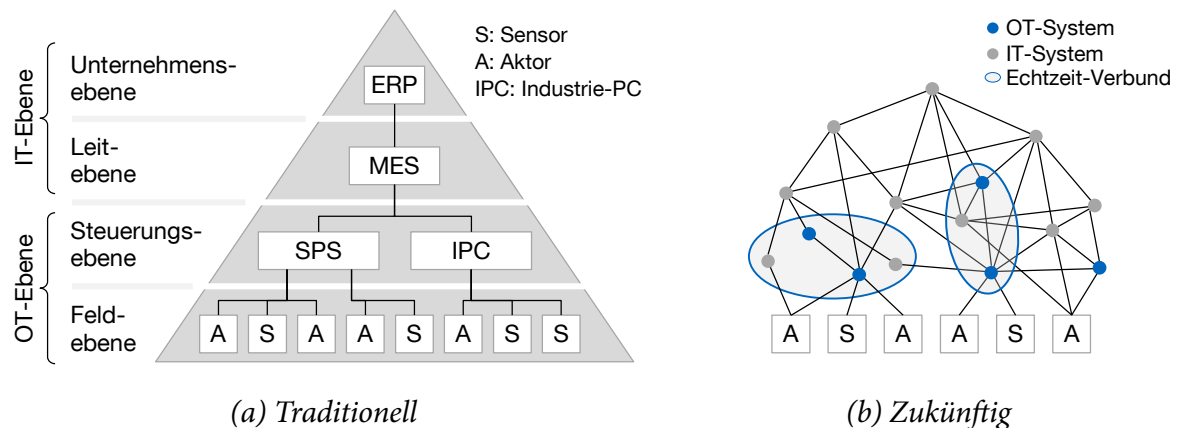 IT-Ebene
OT-Ebene
Unternehmens-
ebene
Leit-
ebene
Steuerungs-
ebene
Feld-
ebene
ERP
MES
SPS
IPC
A
S
A
A
S
A
S
S
S: Sensor
A: Aktor
IPC: Industrie-PC
(a) Traditionell
OT-System
IT-System
Echtzeit-Verbund
A
S
A
A
S
A
(b) Zukünftig